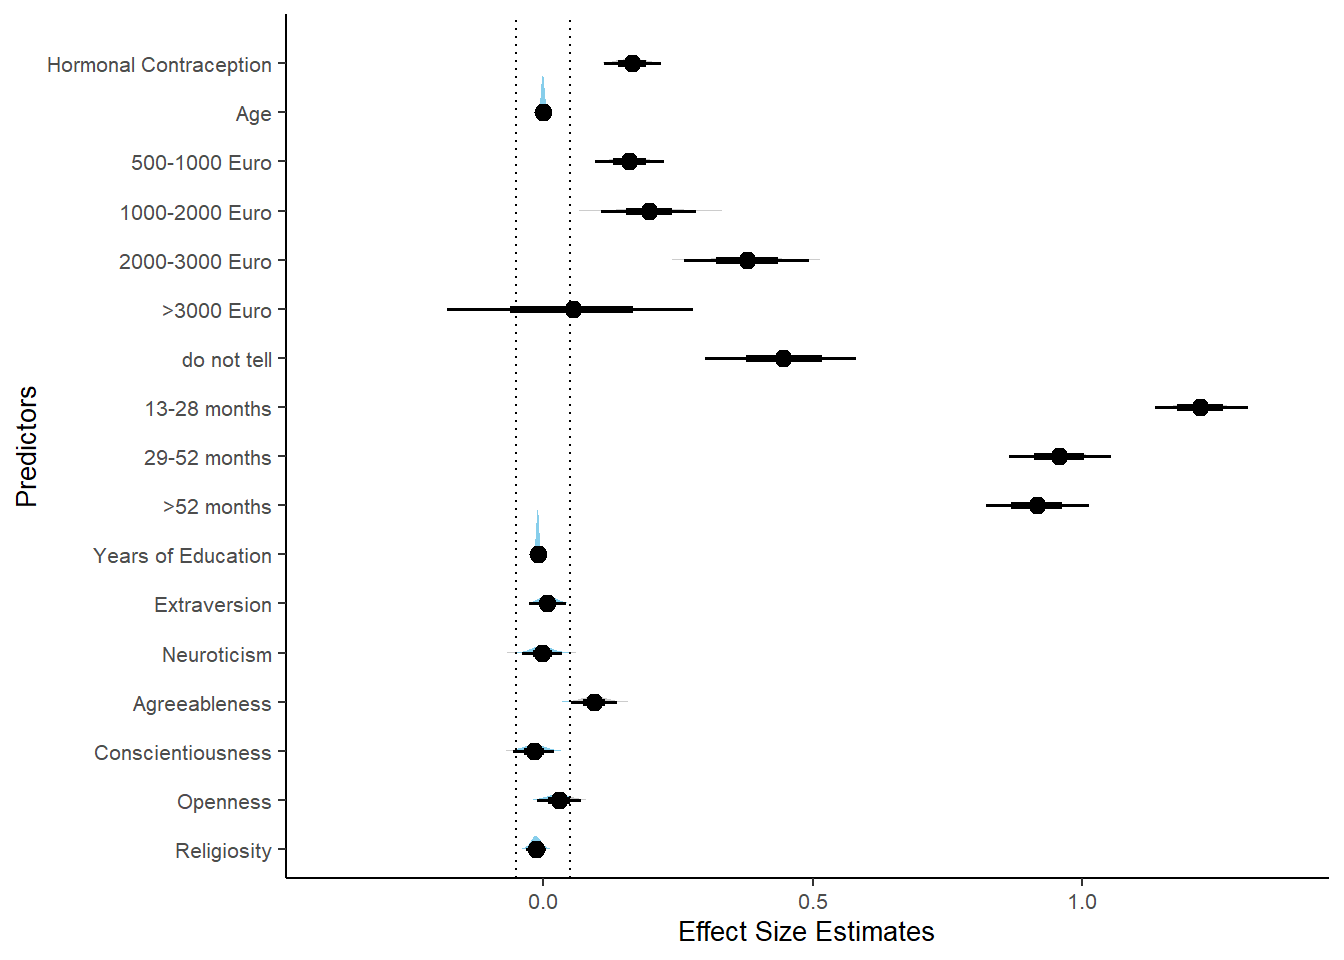 Hormonal Contraception
Age
500-1000 Euro
1000-2000 Euro
2000-3000 Euro
>3000 Euro
do not tell
13-28 months
29-52 months
>52 months
Years of Education
Extraversion
Neuroticism
Agreeableness
Conscientiousness
Openness
Religiosity
Predictors
0.0 0.5 1.0
Effect Size Estimates